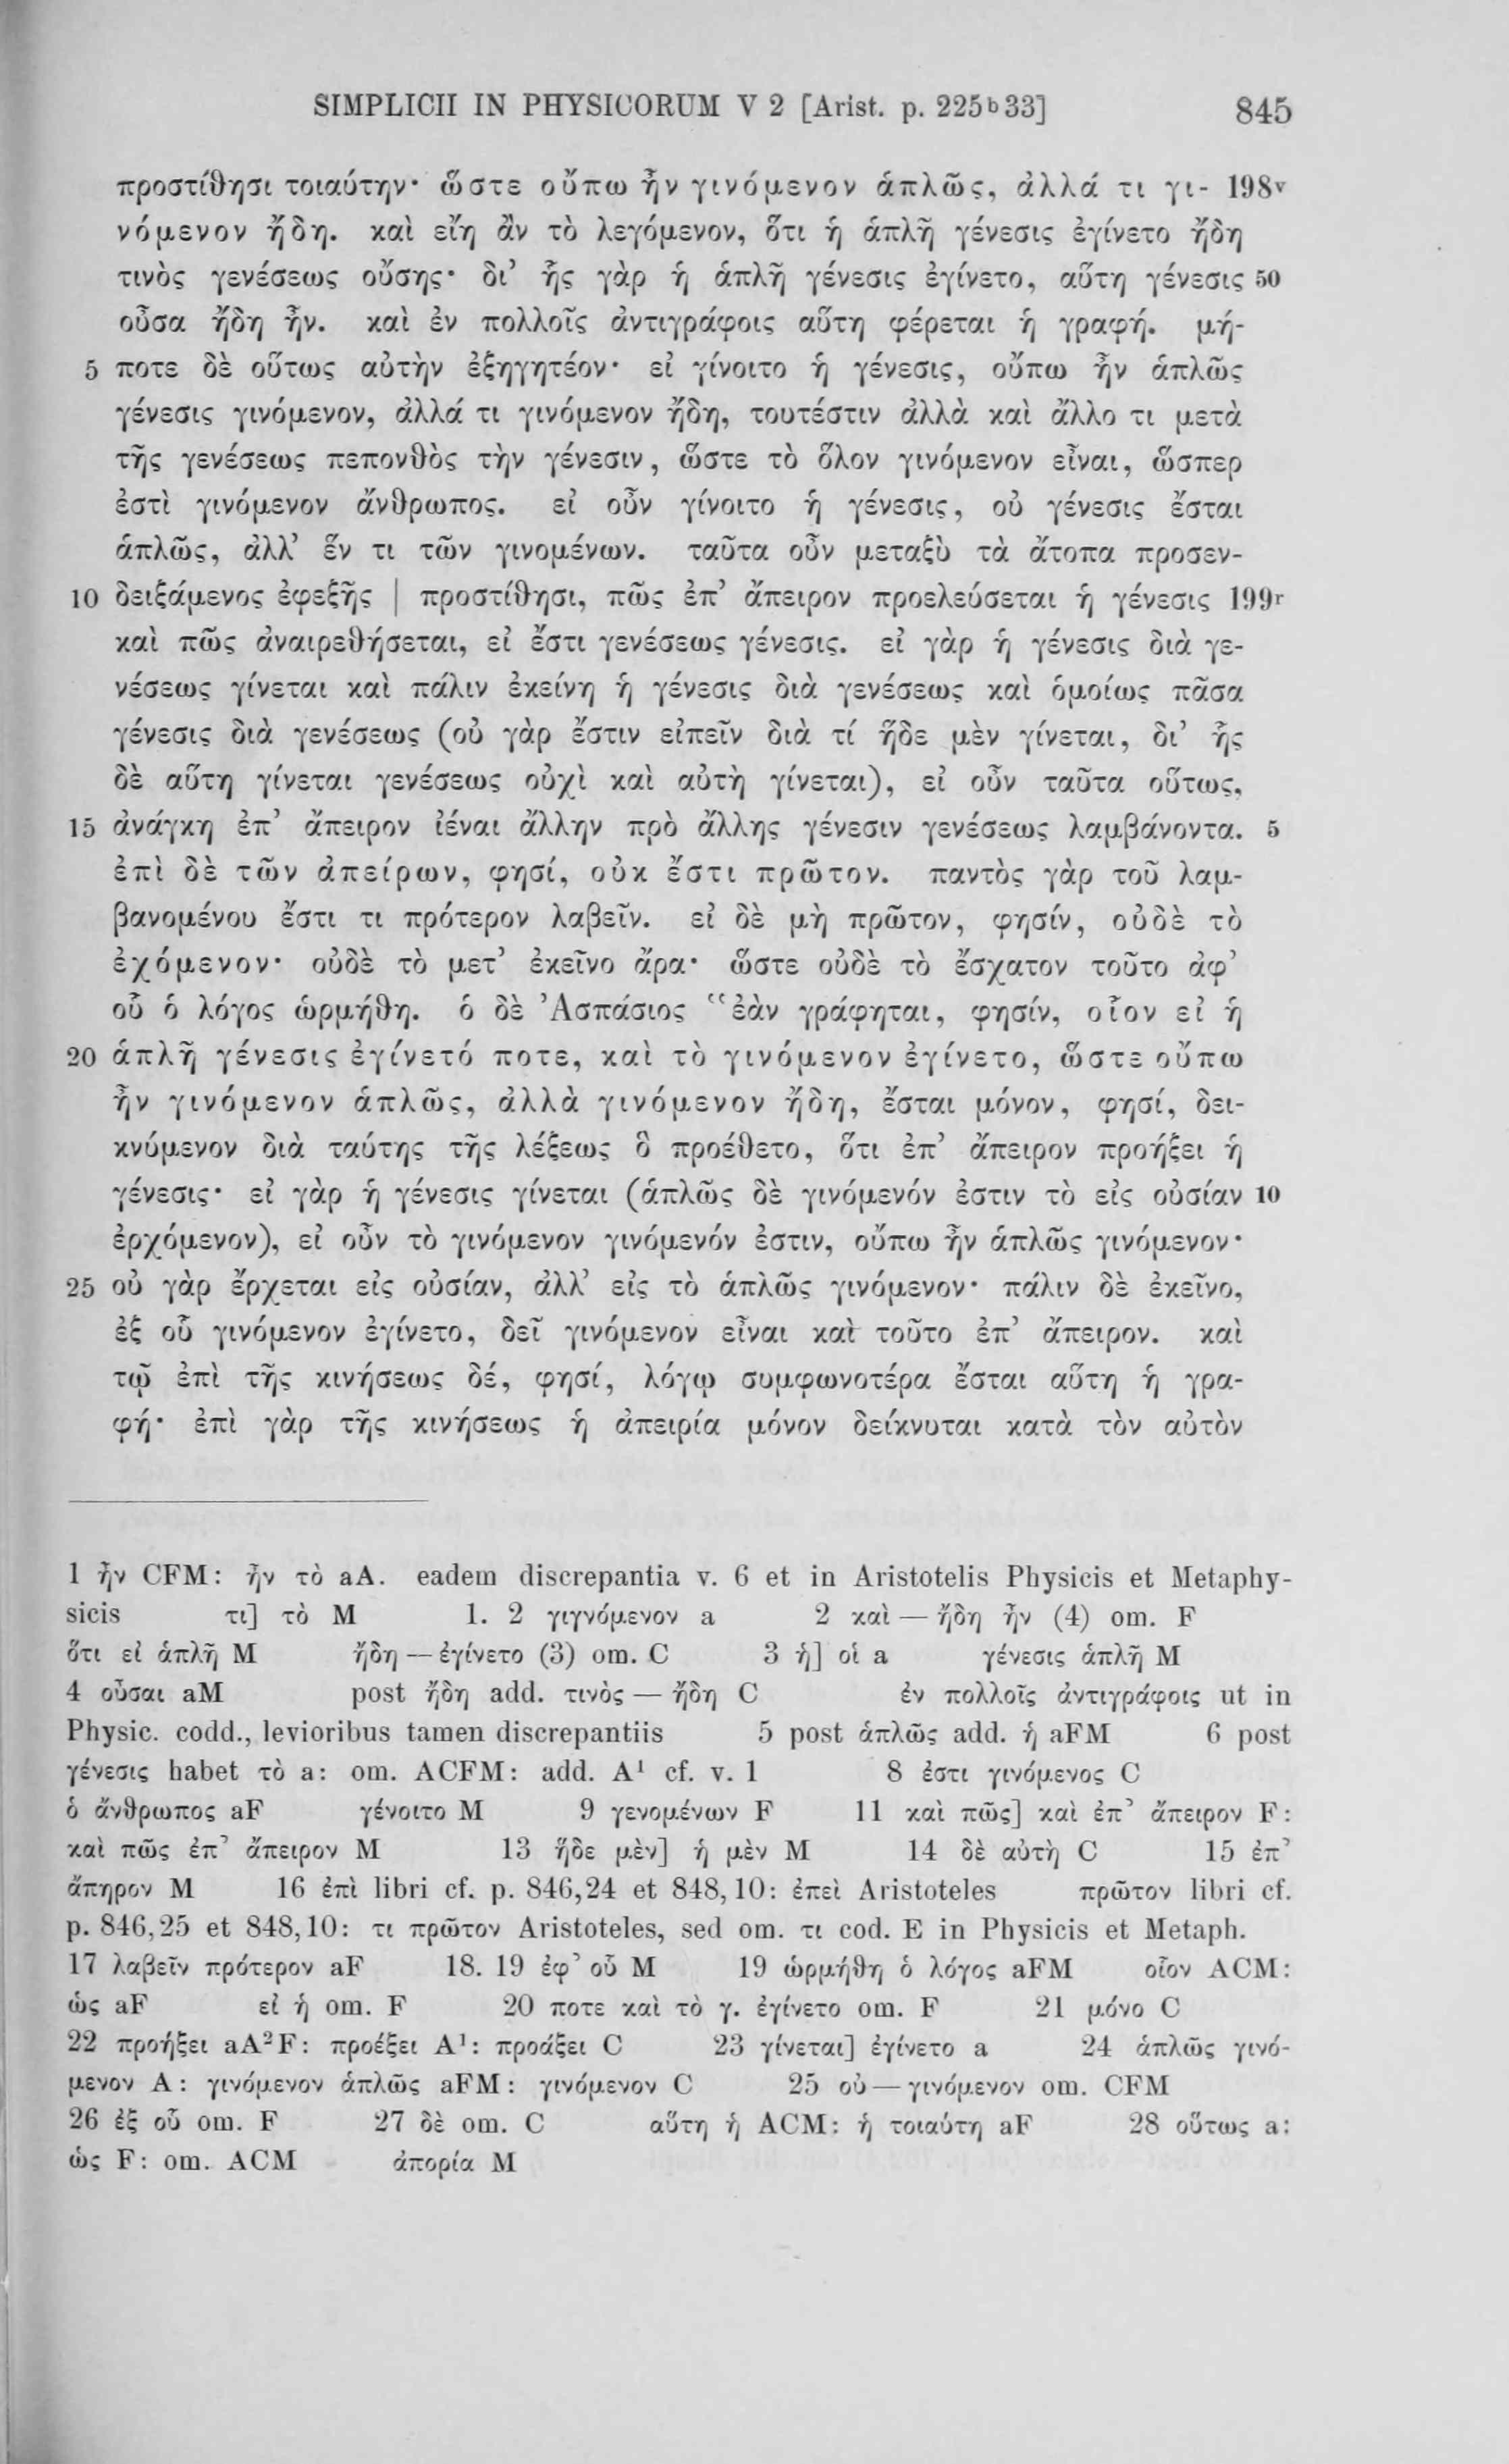 SIMPLICII IN PHYSICORUM V 2 [Arist. p. 225ᵇ33] 845
προστίθησι τοιαύτην· ὥστε οὔπω ἦν γινόμενον ἁπλῶς, ἀλλά τι γι- 198ᵛ
νόμενον ἤδη. καὶ εἴη ἂν τὸ λεγόμενον, ὅτι ἡ ἁπλῆ γένεσις ἐγίνετο ἤδη
τινὸς γενέσεως οὔσης· δι’ ἧς γὰρ ἡ ἁπλῆ γένεσις ἐγίνετο, αὕτη γένεσις 50
οὖσα ἤδη ἦν. καὶ ἐν πολλοῖς ἀντιγράφοις αὕτη φέρεται ἡ γραφή. μή-
5 ποτε δὲ οὕτως αὐτὴν ἐξηγητέον· εἰ γίνοιτο ἡ γένεσις, οὔπω ἦν ἁπλῶς
γένεσις γινόμενον, ἀλλά τι γινόμενον ἤδη, τουτέστιν ἀλλὰ καὶ ἄλλο τι μετὰ
τῆς γενέσεως πεπονθὸς τὴν γένεσιν, ὥστε τὸ ὅλον γινόμενον εἶναι, ὥσπερ
ἐστὶ γινόμενον ἄνθρωπος. εἰ οὖν γίνοιτο ἡ γένεσις, οὐ γένεσις ἔσται
ἁπλῶς, ἀλλ’ ἕν τι τῶν γινομένων. ταῦτα οὖν μεταξὺ τὰ ἄτοπα προσεν-
10 δειξάμενος ἐφεξῆς | προστίθησι, πῶς ἐπ’ ἄπειρον προελεύσεται ἡ γένεσις 199ʳ
καὶ πῶς ἀναιρεθήσεται, εἰ ἔστι γενέσεως γένεσις. εἰ γὰρ ἡ γένεσις διὰ γε-
νέσεως γίνεται καὶ πάλιν ἐκείνη ἡ γένεσις διὰ γενέσεως καὶ ὁμοίως πᾶσα
γένεσις διὰ γενέσεως (οὐ γὰρ ἔστιν εἰπεῖν διὰ τί ἥδε μὲν γίνεται, δι’ ἧς
δὲ αὕτη γίνεται γενέσεως οὐχὶ καὶ αὐτὴ γίνεται), εἰ οὖν ταῦτα οὕτως,
15 ἀνάγκη ἐπ’ ἄπειρον ἰέναι ἄλλην πρὸ ἄλλης γένεσιν γενέσεως λαμβάνοντα. 5
ἐπὶ δὲ τῶν ἀπείρων, φησί, οὐκ ἔστι πρῶτον. παντὸς γὰρ τοῦ λαμ-
βανομένου ἔστι τι πρότερον λαβεῖν. εἰ δὲ μὴ πρῶτον, φησίν, οὐδὲ τὸ
ἐχόμενον· οὐδὲ τὸ μετ’ ἐκεῖνο ἄρα· ὥστε οὐδὲ τὸ ἔσχατον τοῦτο ἀφ’
οὗ ὁ λόγος ὡρμήθη. ὁ δὲ Ἀσπάσιος “ἐὰν γράφηται, φησίν, οἷον εἰ ἡ
20 ἁπλῆ γένεσις ἐγίνετό ποτε, καὶ τὸ γινόμενον ἐγίνετο, ὥστε οὔπω
ἦν γινόμενον ἁπλῶς, ἀλλὰ γινόμενον ἤδη, ἔσται μόνον, φησί, δει-
κνύμενον διὰ ταύτης τῆς λέξεως ὃ προέθετο, ὅτι ἐπ’ ἄπειρον προήξει ἡ
γένεσις· εἰ γὰρ ἡ γένεσις γίνεται (ἁπλῶς δὲ γινόμενόν ἐστιν τὸ εἰς οὐσίαν 10
ἐρχόμενον), εἰ οὖν τὸ γινόμενον γινόμενόν ἐστιν, οὔπω ἦν ἁπλῶς γινόμενον·
25 οὐ γὰρ ἔρχεται εἰς οὐσίαν, ἀλλ’ εἰς τὸ ἁπλῶς γινόμενον· πάλιν δὲ ἐκεῖνο,
ἐξ οὗ γινόμενον ἐγίνετο, δεῖ γινόμενον εἶναι καὶ τοῦτο ἐπ’ ἄπειρον. καὶ
τῷ ἐπὶ τῆς κινήσεως δέ, φησί, λόγῳ συμφωνοτέρα ἔσται αὕτη ἡ γρα-
φή· ἐπὶ γὰρ τῆς κινήσεως ἡ ἀπειρία μόνον δείκνυται κατὰ τὸν αὐτὸν
1 ἦν CFM: ἦν τὸ aA. eadem discrepantia v. 6 et in Aristotelis Physicis et Metaphy-
sicis τι] τὸ M 1. 2 γιγνόμενον a 2 καὶ — ἤδη ἦν (4) om. F
ὅτι εἰ ἁπλῆ M ἤδη — ἐγίνετο (3) om. C 3 ἡ] οἱ a γένεσις ἁπλῆ M
4 οὖσαι aM post ἤδη add. τινὸς — ἤδη C ἐν πολλοῖς ἀντιγράφοις ut in
Physic. codd., levioribus tamen discrepantiis 5 post ἁπλῶς add. ἡ aFM 6 post
γένεσις habet τὸ a: om. ACFM: add. A¹ cf. v. 1 8 ἐστι γινόμενος C
ὁ ἄνθρωπος aF γένοιτο M 9 γενομένων F 11 καὶ πῶς] καὶ ἐπ’ ἄπειρον F:
καὶ πῶς ἐπ’ ἄπειρον M 13 ἥδε μὲν] ἡ μὲν M 14 δὲ αὐτὴ C 15 ἐπ’
ἄπηρον M 16 ἐπὶ libri cf. p. 846,24 et 848,10: ἐπεὶ Aristoteles πρῶτον libri cf.
p. 846,25 et 848,10: τι πρῶτον Aristoteles, sed om. τι cod. E in Physicis et Metaph.
17 λαβεῖν πρότερον aF 18. 19 ἐφ’ οὗ M 19 ὡρμήθη ὁ λόγος aFM οἷον ACM:
ὡς aF εἰ ἡ om. F 20 ποτε καὶ τὸ γ. ἐγίνετο om. F 21 μόνο C
22 προήξει aA²F: προέξει A¹: προάξει C 23 γίνεται] ἐγίνετο a 24 ἁπλῶς γινό-
μενον A: γινόμενον ἁπλῶς aFM: γινόμενον C 25 οὐ — γινόμενον om. CFM
26 ἐξ οὗ om. F 27 δὲ om. C αὕτη ἡ ACM: ἡ τοιαύτη aF 28 οὕτως a:
ὡς F: om. ACM ἀπορία M